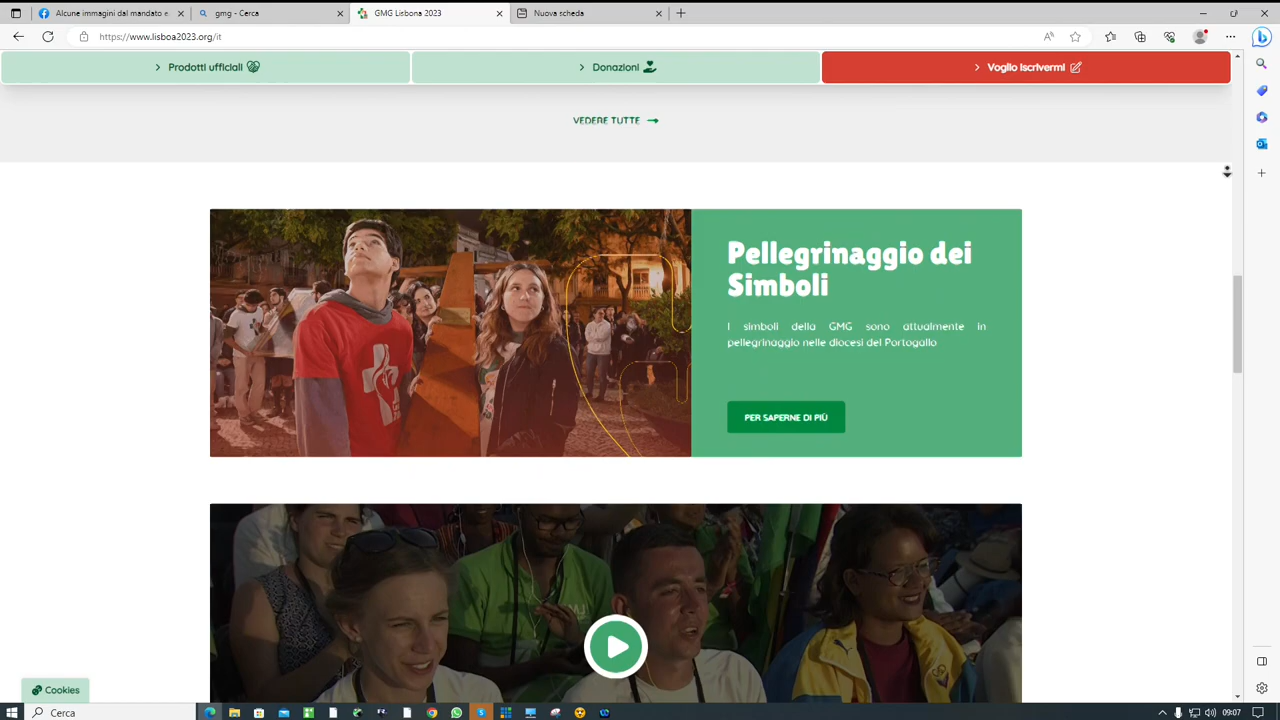 Alcune immagini dal mandato e
gmg - Cerca
GMG Lisbona 2023
Nuova scheda
https://www.lisboa2023.org/it
Prodotti ufficiali
Donazioni
Voglio iscrivermi
VEDERE TUTTE
Pellegrinaggio dei
Simboli
I simboli della GMG sono attualmente in
pellegrinaggio nelle diocesi del Portogallo
PER SAPERNE DI PIÙ
Cookies
Cerca
09:07